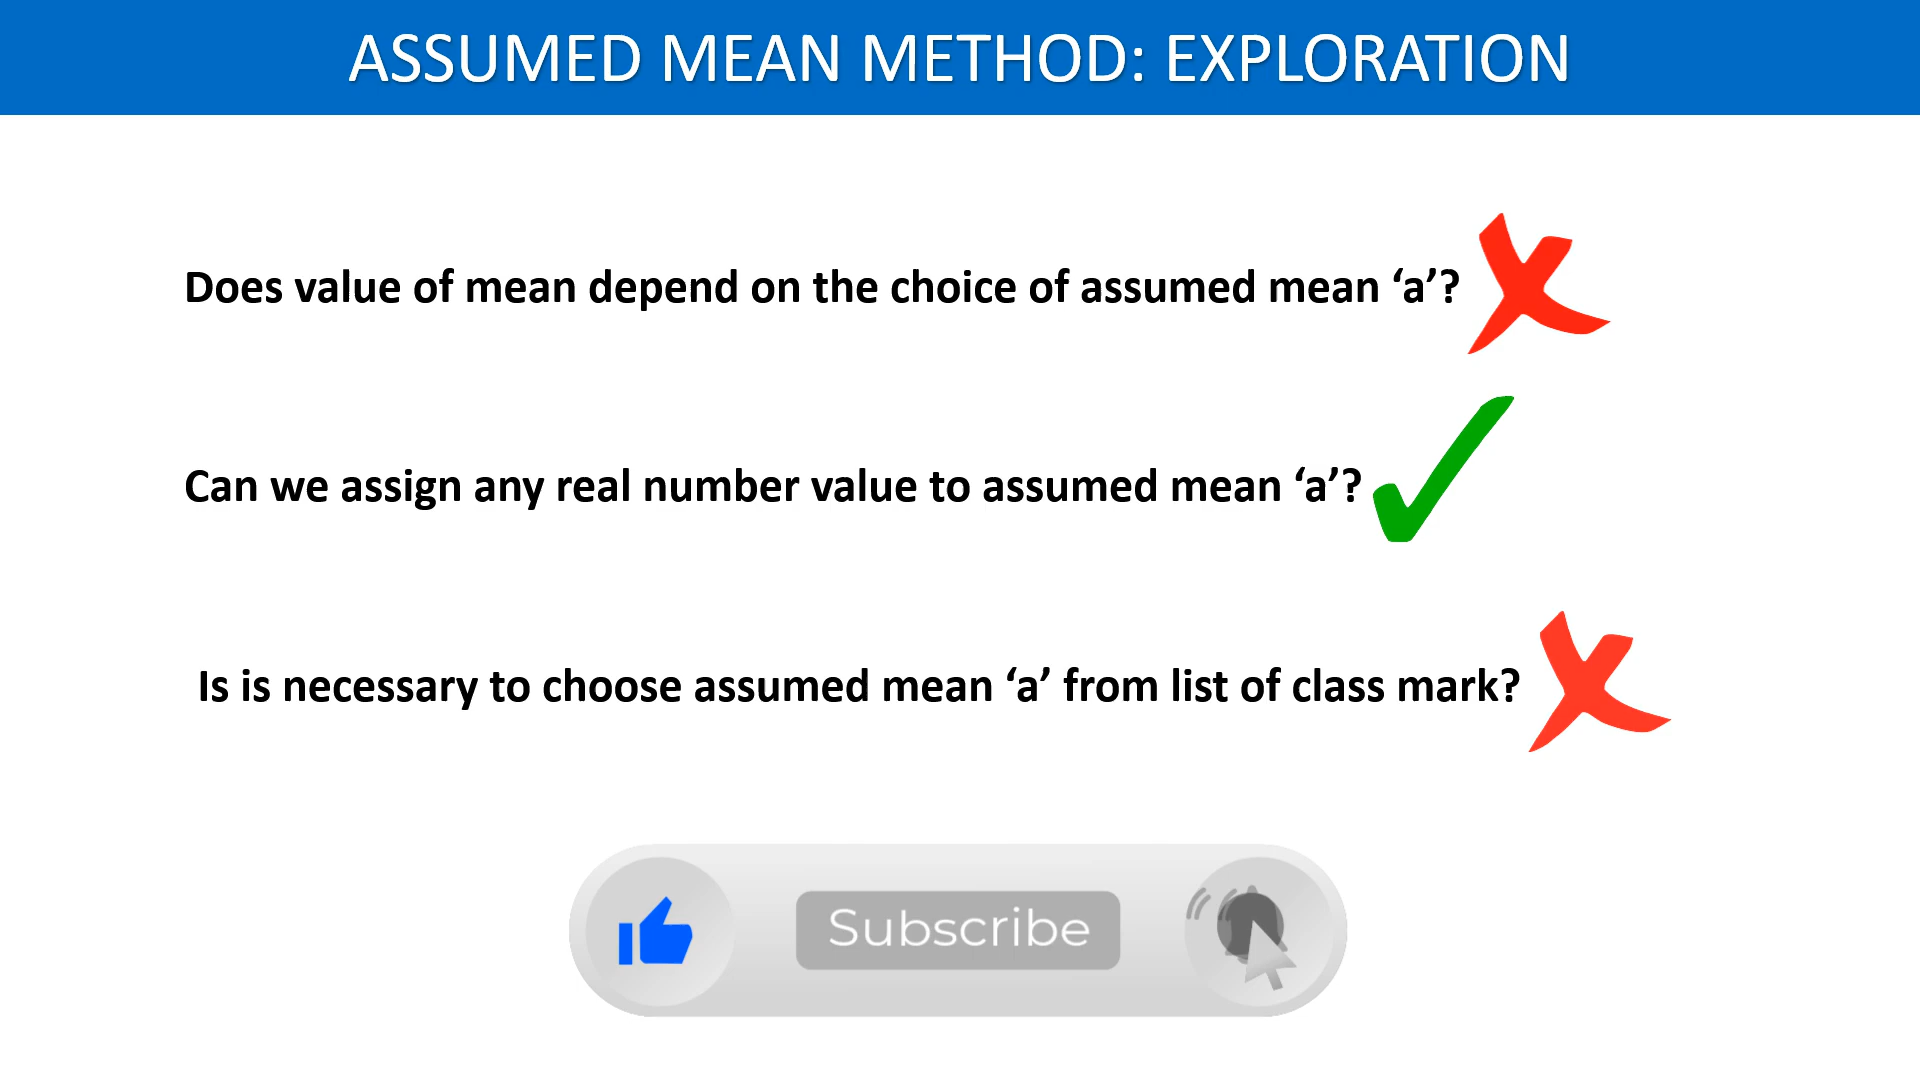 ASSUMED MEAN METHOD: EXPLORATION
Does value of mean depend on the choice of assumed mean ‘a’?
Can we assign any real number value to assumed mean ‘a’?
Is is necessary to choose assumed mean ‘a’ from list of class mark?
Subscribe